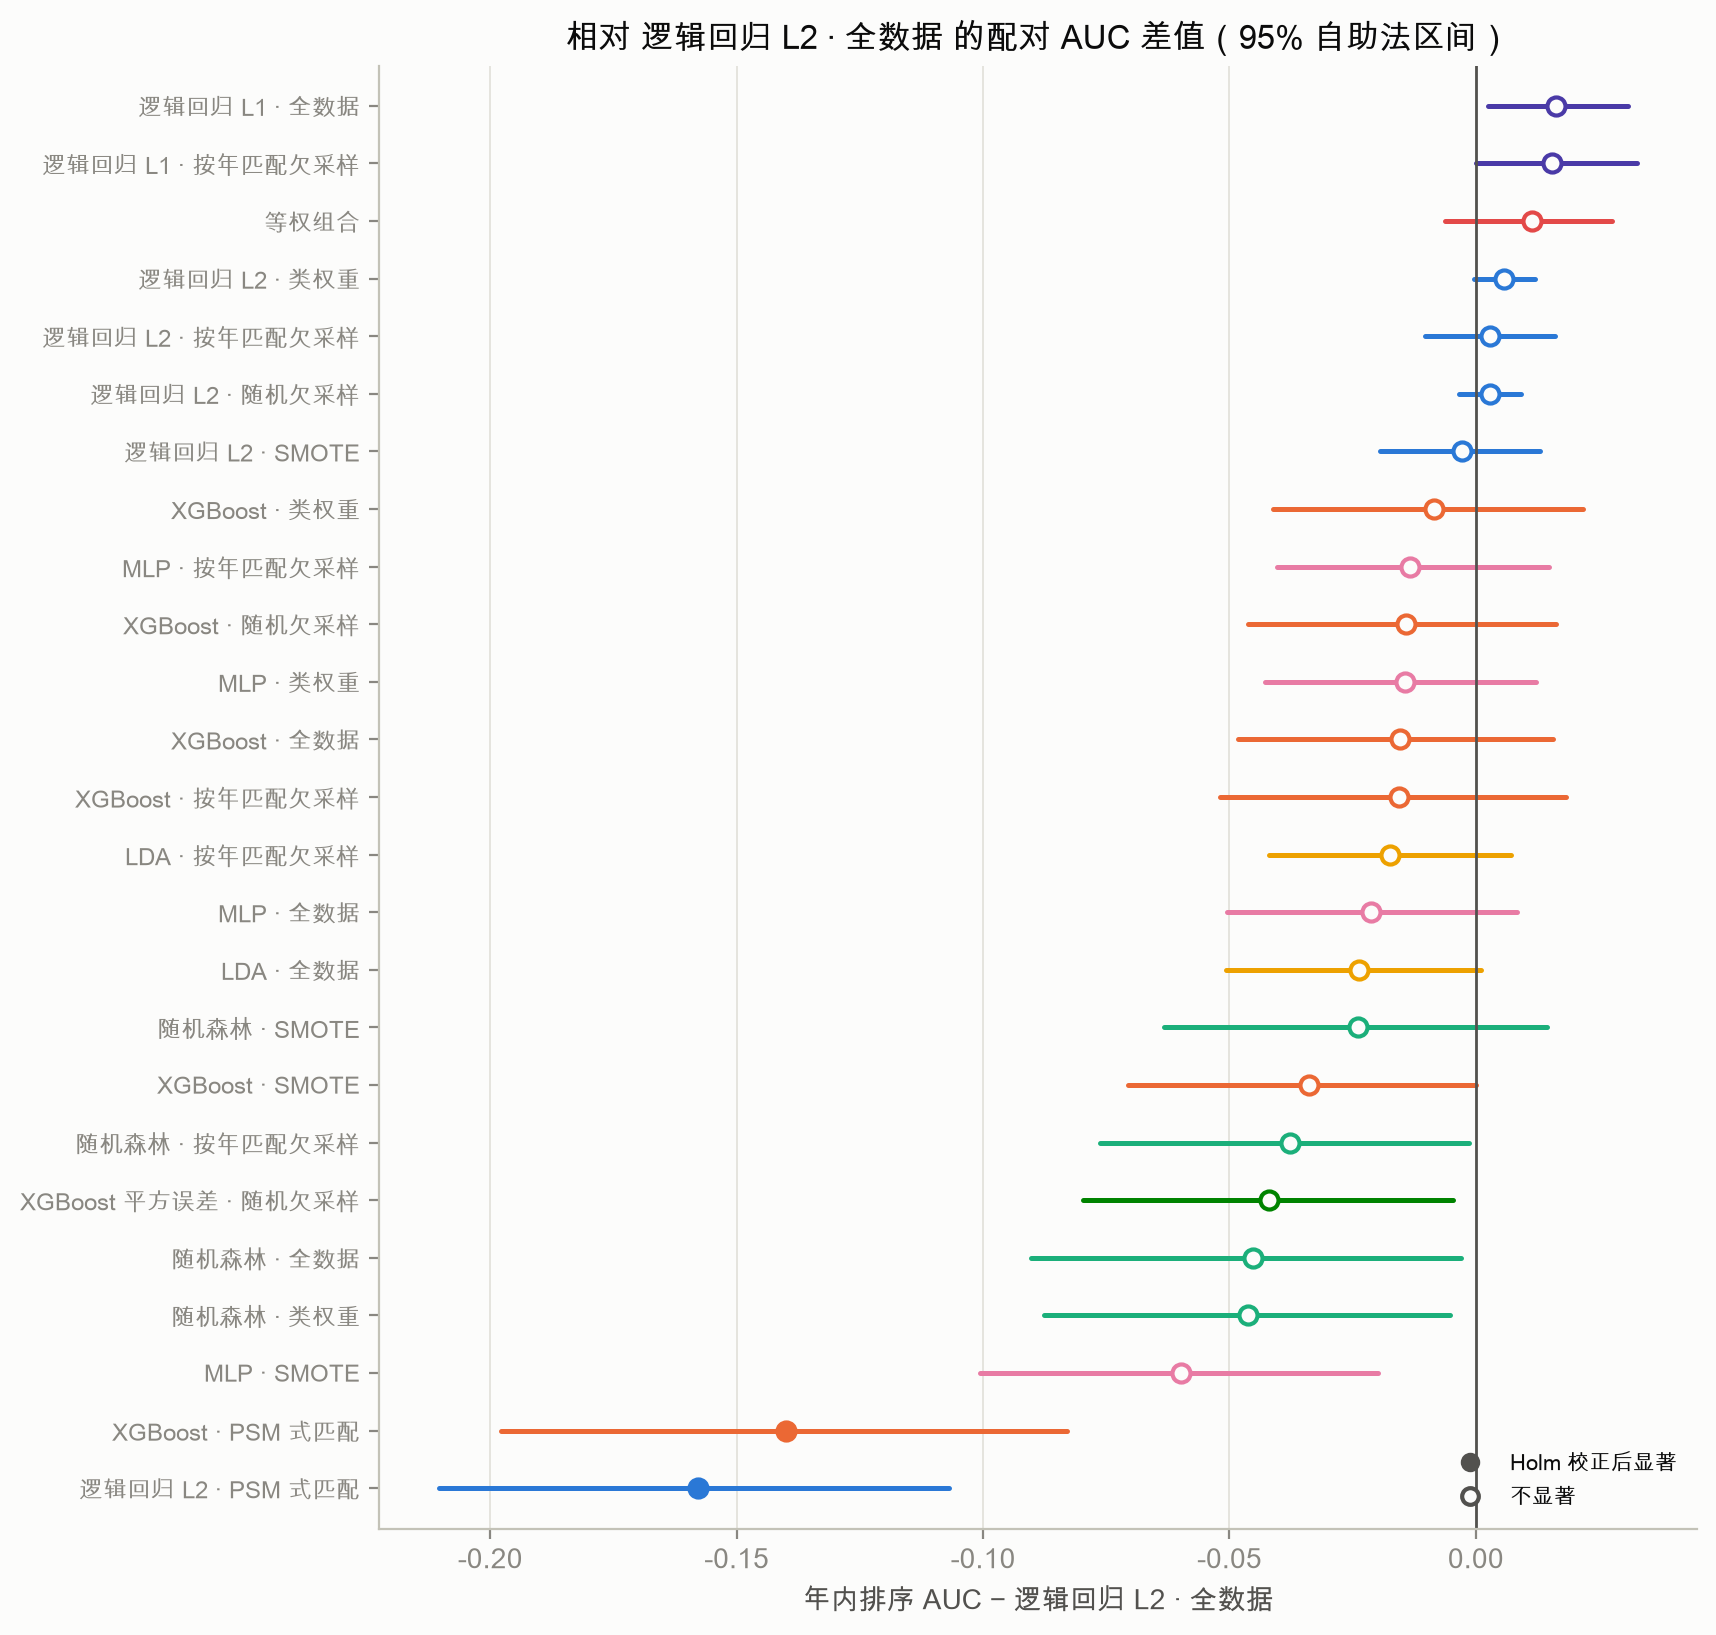 相对 逻辑回归 L2 · 全数据 的配对 AUC 差值 ( 95% 自助法区间 )
逻辑回归 L1 · 全数据
逻辑回归 L1 · 按年匹配欠采样
等权组合
逻辑回归 L2 · 类权重
逻辑回归 L2 · 按年匹配欠采样
逻辑回归 L2 · 随机欠采样
逻辑回归 L2 · SMOTE
XGBoost · 类权重
MLP · 按年匹配欠采样
XGBoost · 随机欠采样
MLP · 类权重
XGBoost · 全数据
XGBoost · 按年匹配欠采样
LDA · 按年匹配欠采样
MLP · 全数据
LDA · 全数据
随机森林 · SMOTE
XGBoost · SMOTE
随机森林 · 按年匹配欠采样
XGBoost 平方误差 · 随机欠采样
随机森林 · 全数据
随机森林 · 类权重
MLP · SMOTE
XGBoost · PSM 式匹配
逻辑回归 L2 · PSM 式匹配
Holm 校正后显著
不显著
-0.20 -0.15 -0.10 -0.05 0.00
年内排序 AUC − 逻辑回归 L2 · 全数据